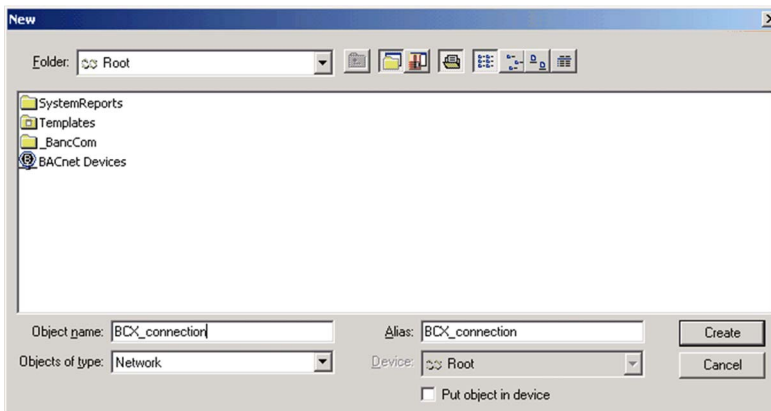 New
Folder: Root
SystemReports
Templates
_BancCom
BACnet Devices
Object name: BCX_connection Alias: BCX_connection Create
Objects of type: Network Device: Root Cancel
Put object in device